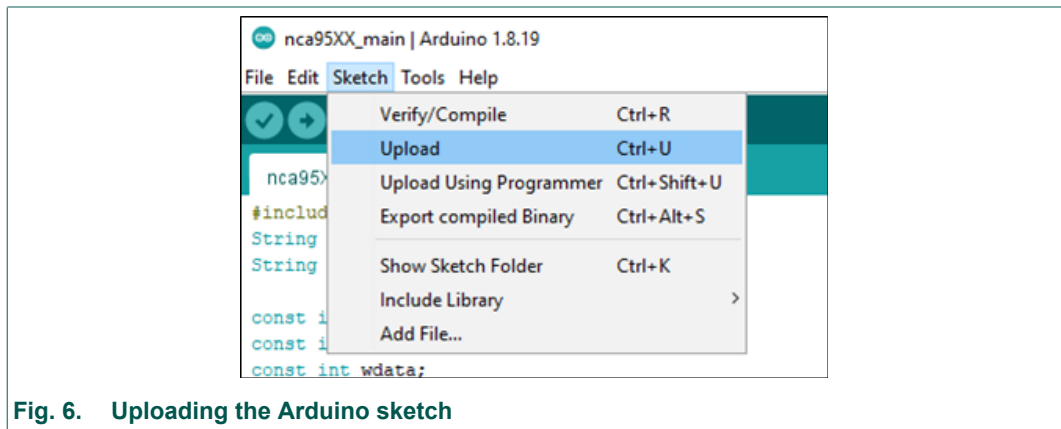 nca95XX_main | Arduino 1.8.19
File Edit Sketch Tools Help
Verify/Compile Ctrl+R
Upload Ctrl+U
nca95X
Upload Using Programmer Ctrl+Shift+U
#includ
Export compiled Binary Ctrl+Alt+S
String
String
Show Sketch Folder Ctrl+K
Include Library >
const i
Add File...
const i
const int wdata;
Fig. 6. Uploading the Arduino sketch